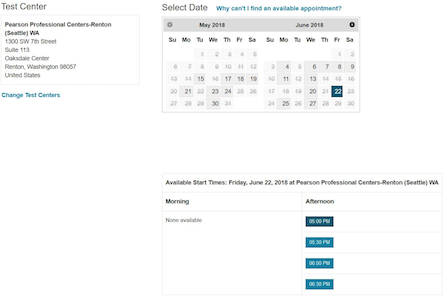 Test Center
Pearson Professional Centers-Renton
(Seattle) WA
1300 SW 7th Street
Suite 113
Oaksdale Center
Renton, Washington 98057
United States
Change Test Centers
Select Date Why can't I find an available appointment?
May 2018
Su Mo Tu We Th Fr Sa
1 2 3 4 5
6 7 8 9 10 11 12
13 14 15 16 17 18 19
20 21 22 23 24 25 26
27 28 29 30 31
June 2018
Su Mo Tu We Th Fr Sa
1 2
3 4 5 6 7 8 9
10 11 12 13 14 15 16
17 18 19 20 21 22 23
24 25 26 27 28 29 30
Available Start Times: Friday, June 22, 2018 at Pearson Professional Centers-Renton (Seattle) WA
Morning Afternoon
None available 05:00 PM
05:30 PM
06:00 PM
06:30 PM